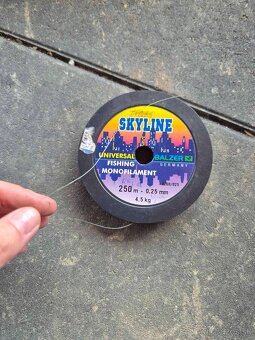 SKYLINE
UNIVERSAL
FISHING
MONOFILAMENT
BALZER
GERMANY
250 m - 0.25 mm
4.5 kg